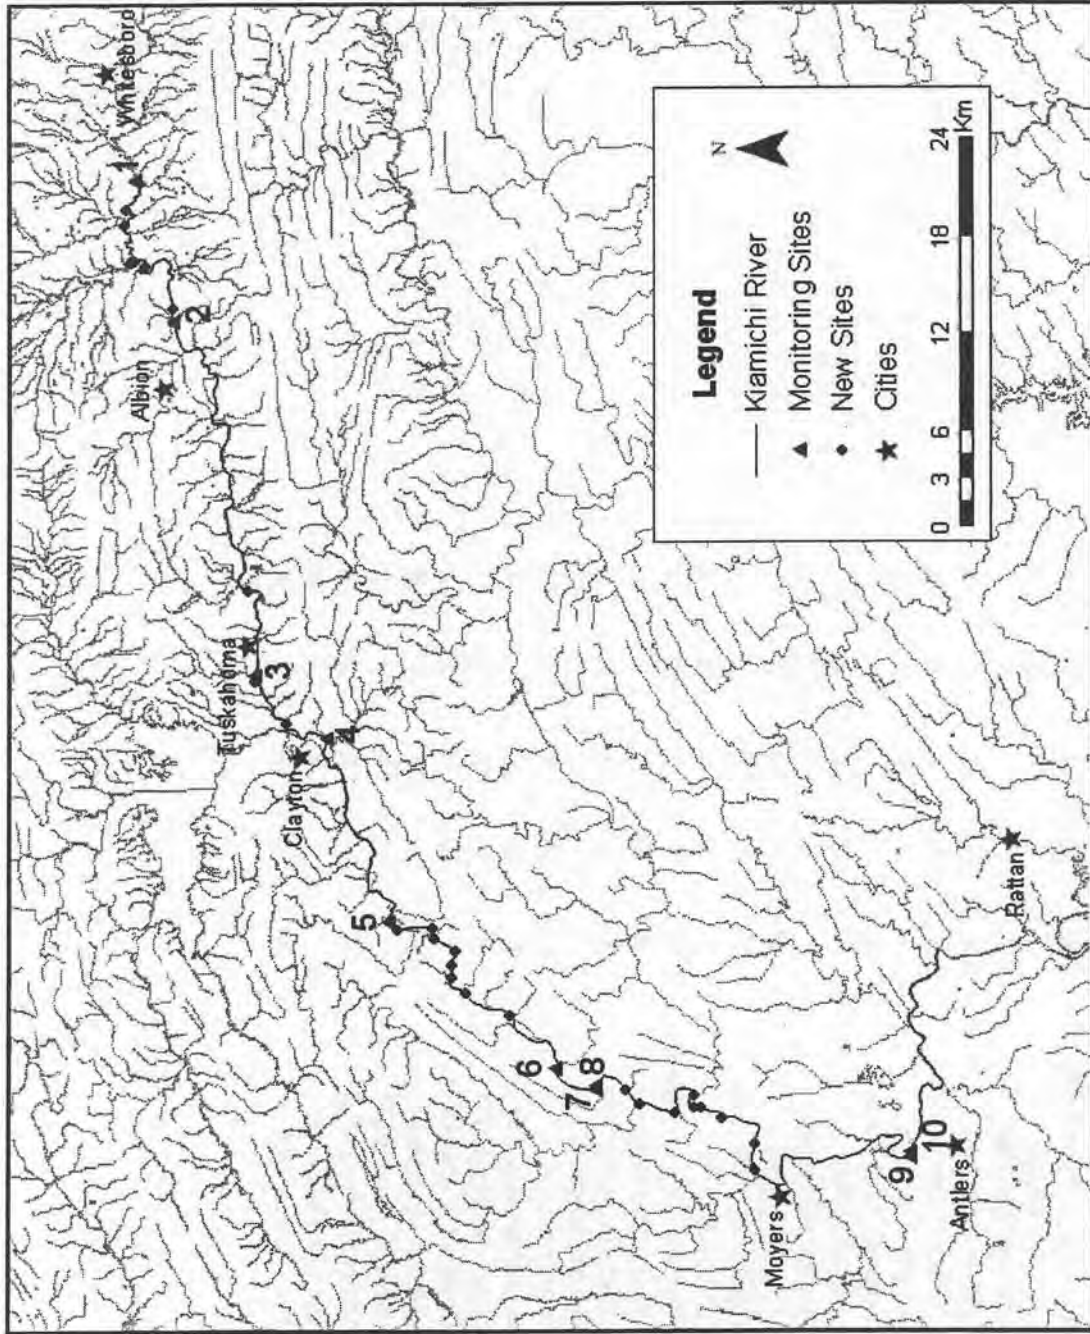 Whitesboro
1
2
Albion
Tuskahoma
3
Clayton
4
5
6
7
8
Moyers
9
10
Antlers
Rattan
Legend
N
Kiamichi River
Monitoring Sites
New Sites
Cities
0 3 6 12 18 24
Km